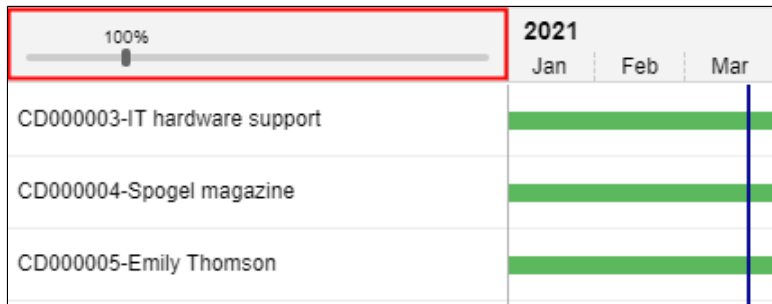 100%
2021
Jan Feb Mar
CD000003-IT hardware support
CD000004-Spogel magazine
CD000005-Emily Thomson